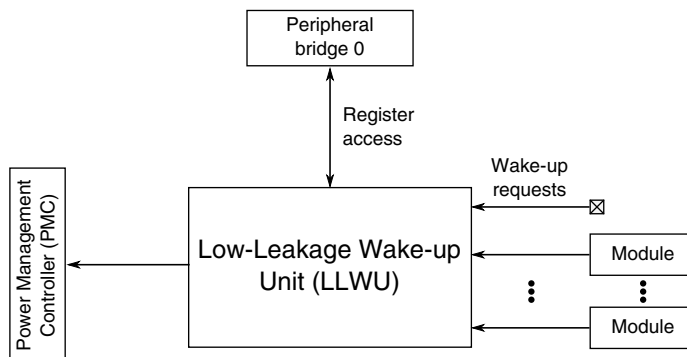 Peripheral
bridge 0
Register
access
Wake-up
requests
Power Management
Controller (PMC)
Low-Leakage Wake-up
Unit (LLWU)
Module
Module